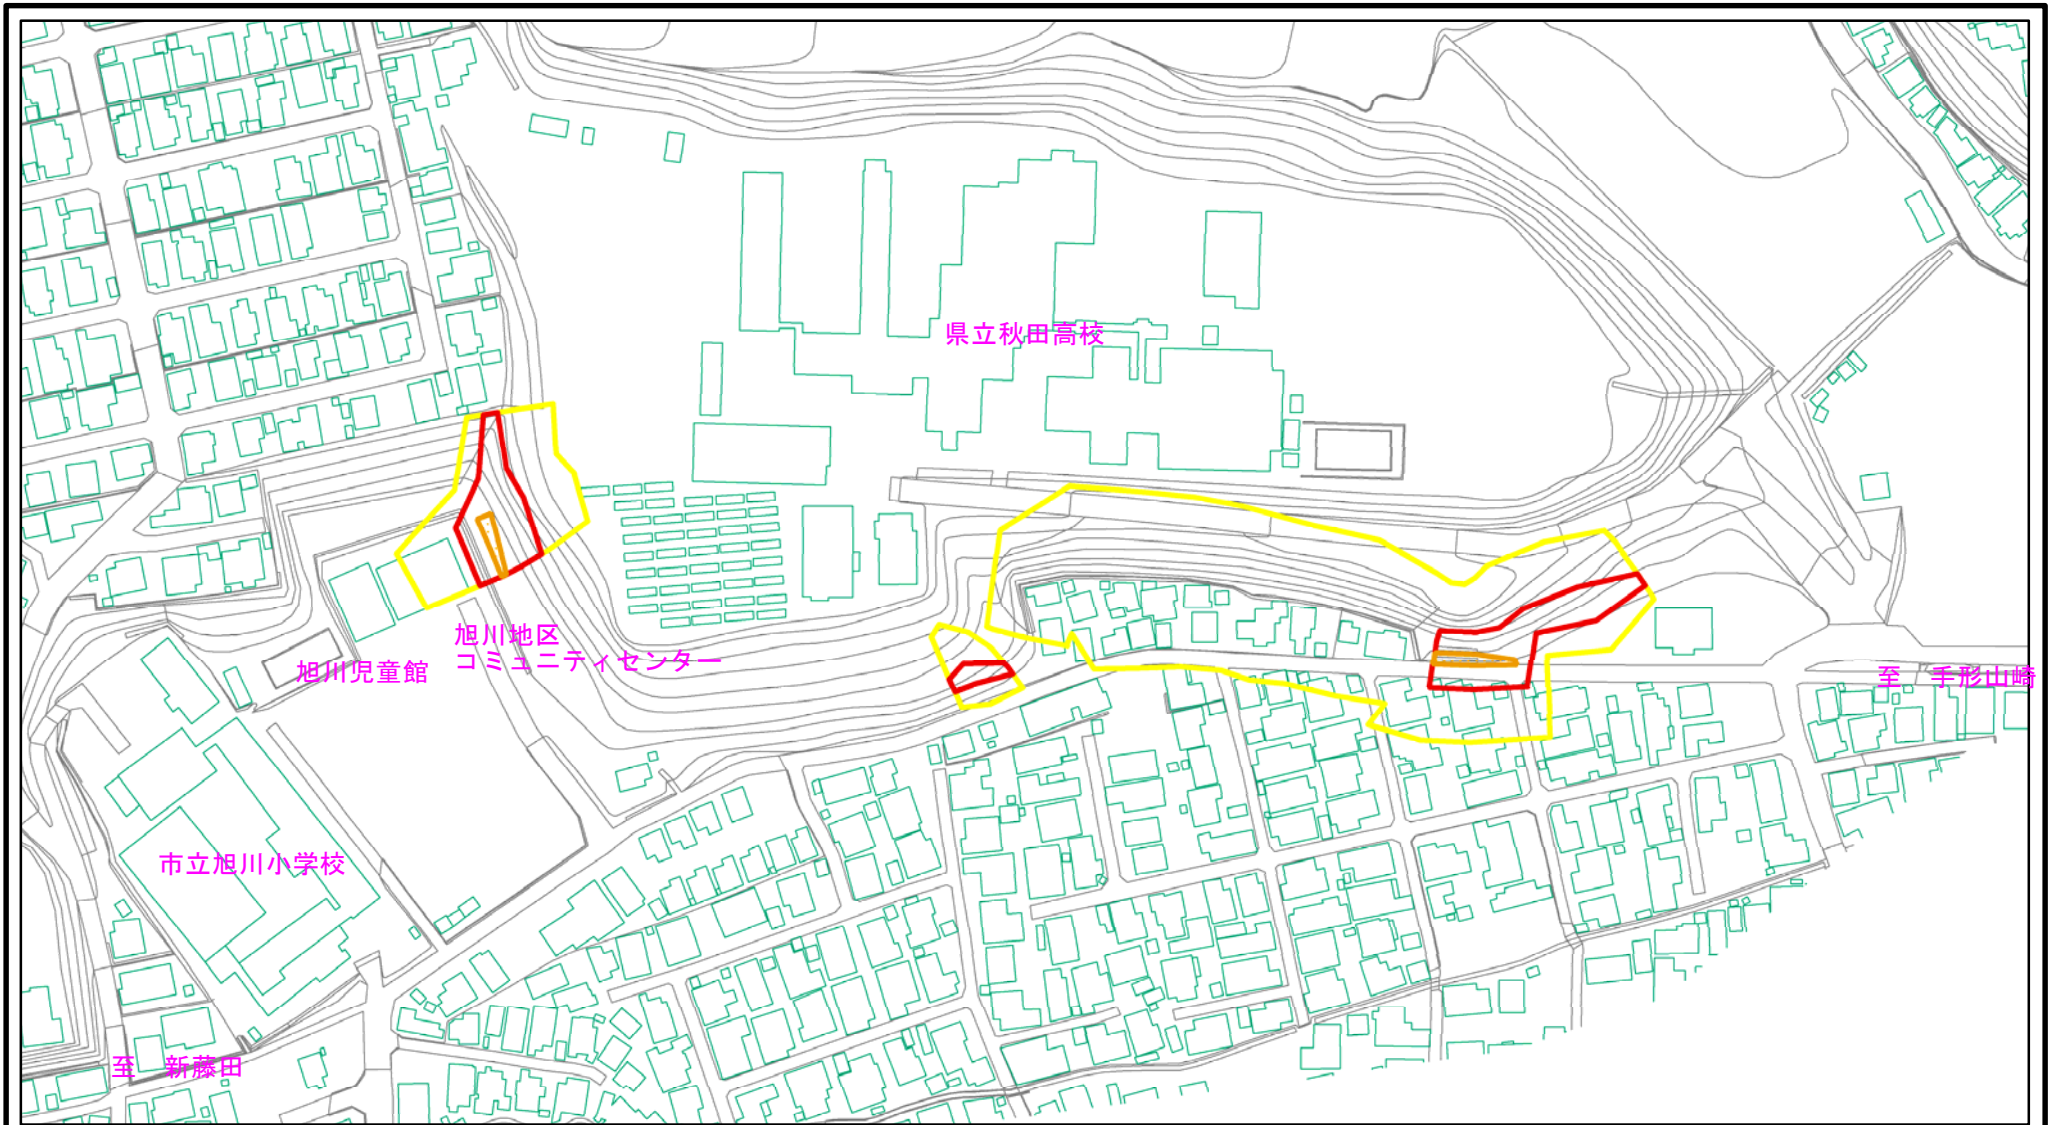 県立秋田高校
旭川地区
コミュニティセンター
旭川児童館
至　手形山崎
市立旭川小学校
至　新藤田